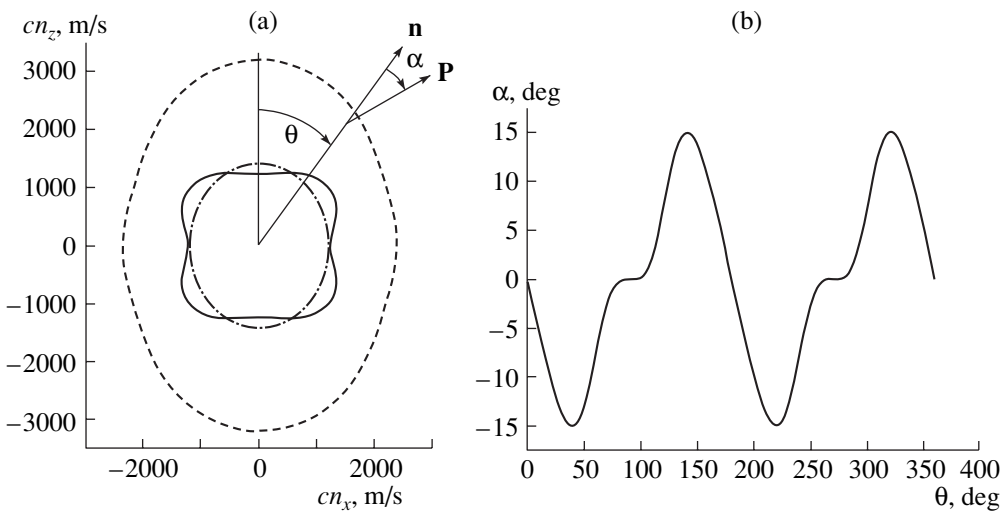 (a)
cn_z, m/s
3000
2000
1000
0
−1000
−2000
−3000
−2000 0 2000
cn_x, m/s
n
α
P
θ
(b)
α, deg
15
10
5
0
−5
−10
−15
0 50 100 150 200 250 300 350 400
θ, deg